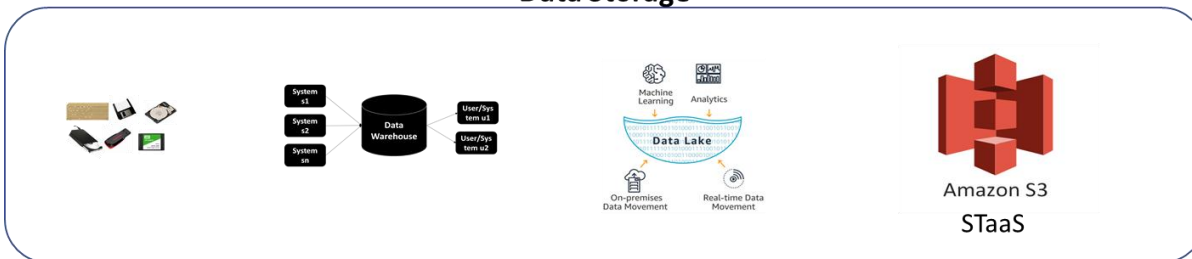 Data Storage
System
s1
System
s2
System
sn
Data
Warehouse
User/Sys
tem u1
User/Sys
tem u2
Machine
Learning
Analytics
Data Lake
On-premises
Data Movement
Real-time Data
Movement
Amazon S3
STaaS